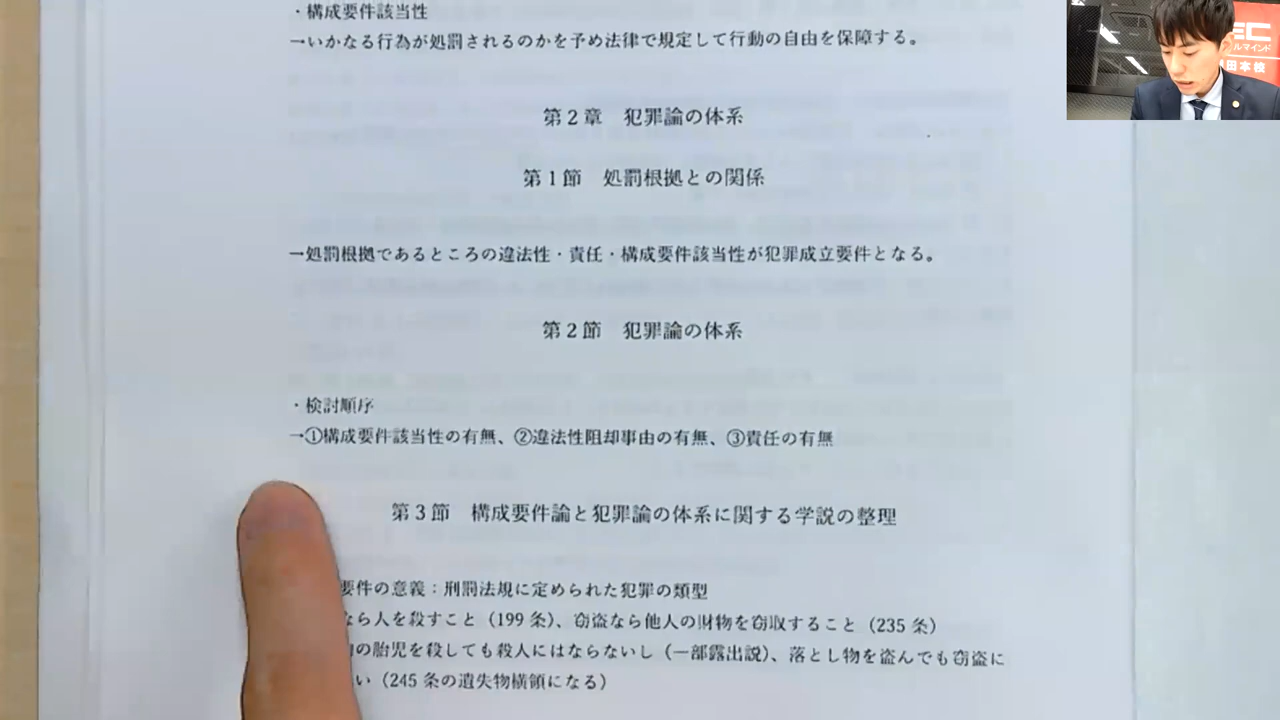 ・構成要件該当性
→いかなる行為が処罰されるのかを予め法律で規定して行動の自由を保障する。
第2章 犯罪論の体系
第1節 処罰根拠との関係
→処罰根拠であるところの違法性・責任・構成要件該当性が犯罪成立要件となる。
第2節 犯罪論の体系
・検討順序
→①構成要件該当性の有無、②違法性阻却事由の有無、③責任の有無
第3節 構成要件論と犯罪論の体系に関する学説の整理
要件の意義：刑罰法規に定められた犯罪の類型
なら人を殺すこと（199 条）、窃盗なら他人の財物を窃取すること（235 条）
の胎児を殺しても殺人にはならないし（一部露出説）、落とし物を盗んでも窃盗に
い（245 条の遺失物横領になる）
EC
ルマインド
田本校